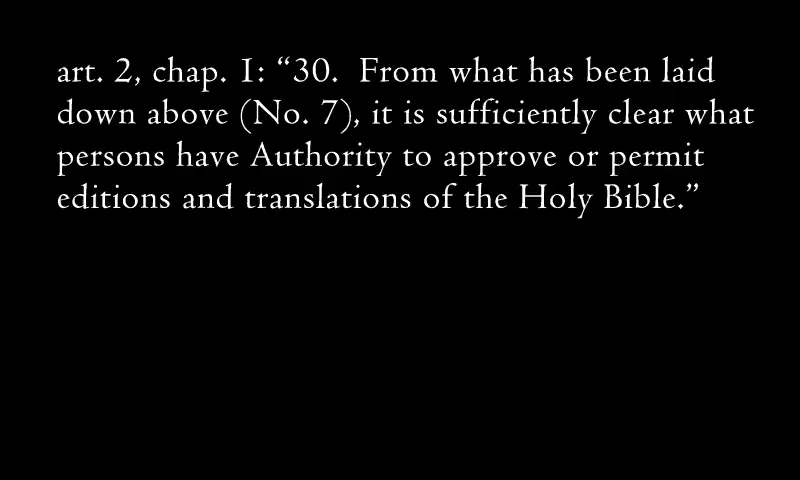 art. 2, chap. 1: “30.  From what has been laid
down above (No. 7), it is sufficiently clear what
persons have Authority to approve or permit
editions and translations of the Holy Bible.”